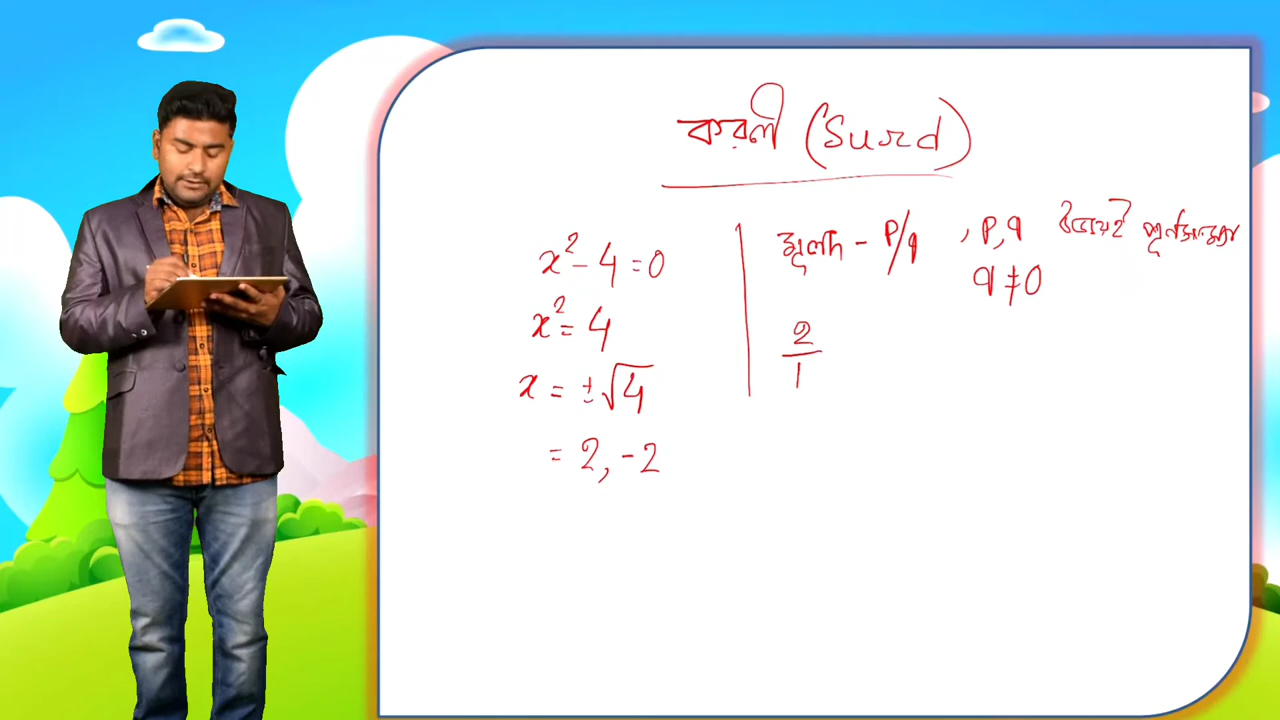 করণী (Surd)
x² - 4 = 0
x² = 4
x = ±√4
= 2, -2
মূলদ - p/q , p, q উভয়ই পূর্ণসংখ্যা
q ≠ 0
2/1